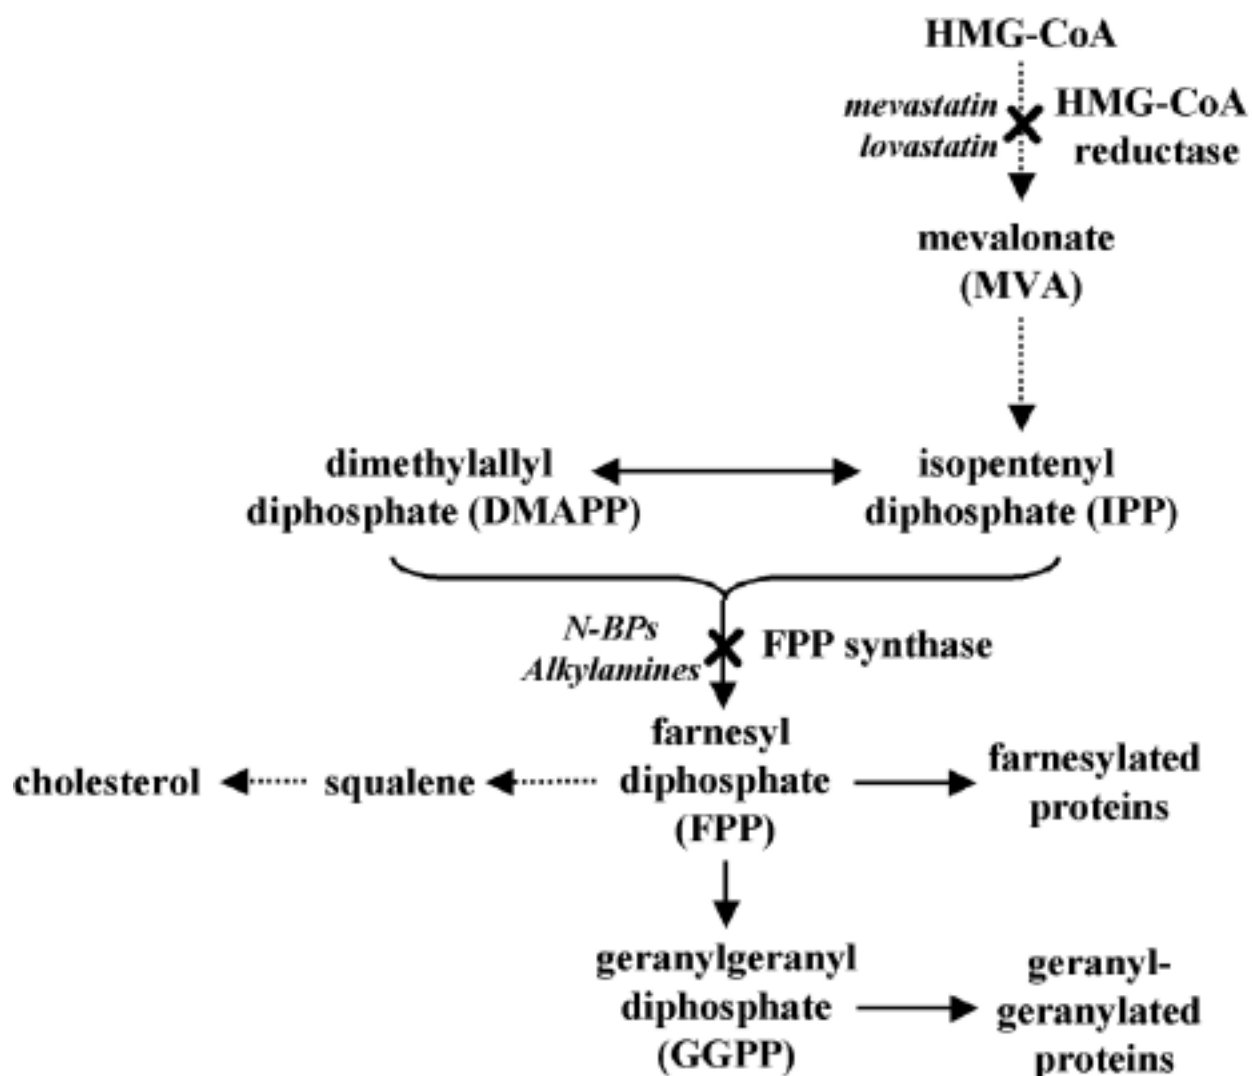 HMG-CoA
mevastatin
lovastatin
HMG-CoA
reductase
mevalonate
(MVA)
dimethylallyl
diphosphate (DMAPP)
isopentenyl
diphosphate (IPP)
N-BPs
Alkylamines
FPP synthase
cholesterol
squalene
farnesyl
diphosphate
(FPP)
farnesylated
proteins
geranylgeranyl
diphosphate
(GGPP)
geranyl-
geranylated
proteins